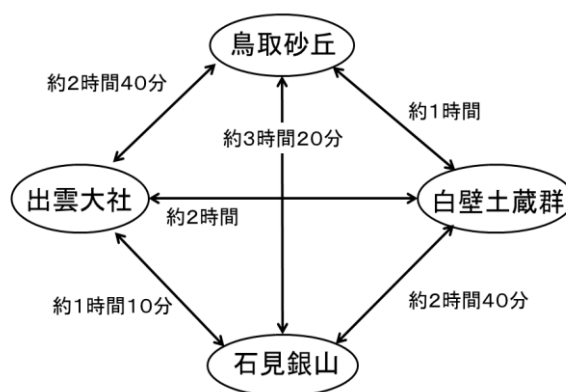 鳥取砂丘
約2時間40分
約1時間
約3時間20分
出雲大社
白壁土蔵群
約2時間
約1時間10分
約2時間40分
石見銀山